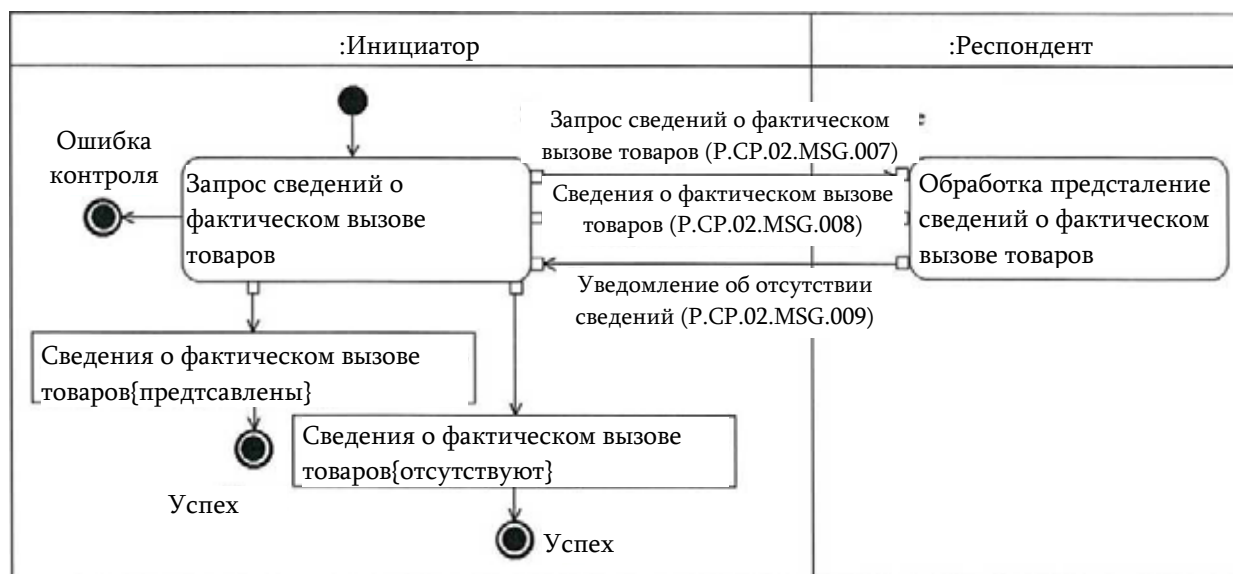 :Инициатор
:Респондент
Ошибка
контроля
Запрос сведений о
фактическом вызове
товаров
Запрос сведений о фактическом
вызове товаров (P.CP.02.MSG.007)
Сведения о фактическом вызове
товаров (P.CP.02.MSG.008)
Уведомление об отсутствии
сведений (P.CP.02.MSG.009)
Обработка предсталение
сведений о фактическом
вызове товаров
Сведения о фактическом вызове
товаров{предтсавлены}
Успех
Сведения о фактическом вызове
товаров{отсутствуют}
Успех